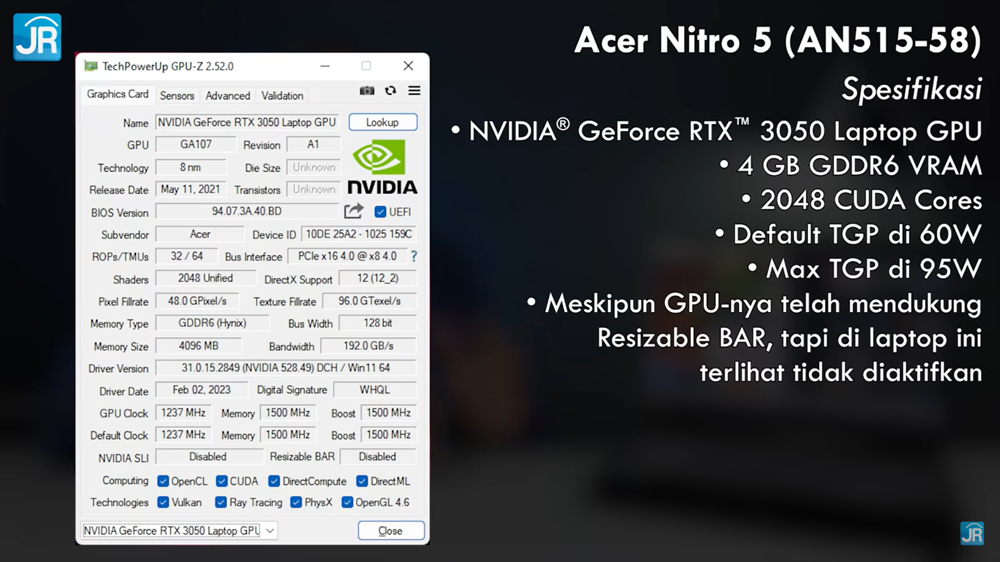 JR
Acer Nitro 5 (AN515-58)
Spesifikasi
• NVIDIA® GeForce RTX™ 3050 Laptop GPU
• 4 GB GDDR6 VRAM
• 2048 CUDA Cores
• Default TGP di 60W
• Max TGP di 95W
• Meskipun GPU-nya telah mendukung
Resizable BAR, tapi di laptop ini
terlihat tidak diaktifkan
TechPowerUp GPU-Z 2.52.0
Graphics Card Sensors Advanced Validation
Name NVIDIA GeForce RTX 3050 Laptop GPU Lookup
GPU GA107 Revision A1
Technology 8 nm Die Size Unknown
Release Date May 11, 2021 Transistors Unknown
NVIDIA
BIOS Version 94.07.3A.40.BD UEFI
Subvendor Acer Device ID 10DE 25A2 - 1025 159C
ROPs/TMUs 32 / 64 Bus Interface PCIe x16 4.0 @ x8 4.0 ?
Shaders 2048 Unified DirectX Support 12 (12_2)
Pixel Fillrate 48.0 GPixel/s Texture Fillrate 96.0 GTexel/s
Memory Type GDDR6 (Hynix) Bus Width 128 bit
Memory Size 4096 MB Bandwidth 192.0 GB/s
Driver Version 31.0.15.2849 (NVIDIA 528.49) DCH / Win11 64
Driver Date Feb 02, 2023 Digital Signature WHQL
GPU Clock 1237 MHz Memory 1500 MHz Boost 1500 MHz
Default Clock 1237 MHz Memory 1500 MHz Boost 1500 MHz
NVIDIA SLI Disabled Resizable BAR Disabled
Computing OpenCL CUDA DirectCompute DirectML
Technologies Vulkan Ray Tracing PhysX OpenGL 4.6
NVIDIA GeForce RTX 3050 Laptop GPU Close
JR